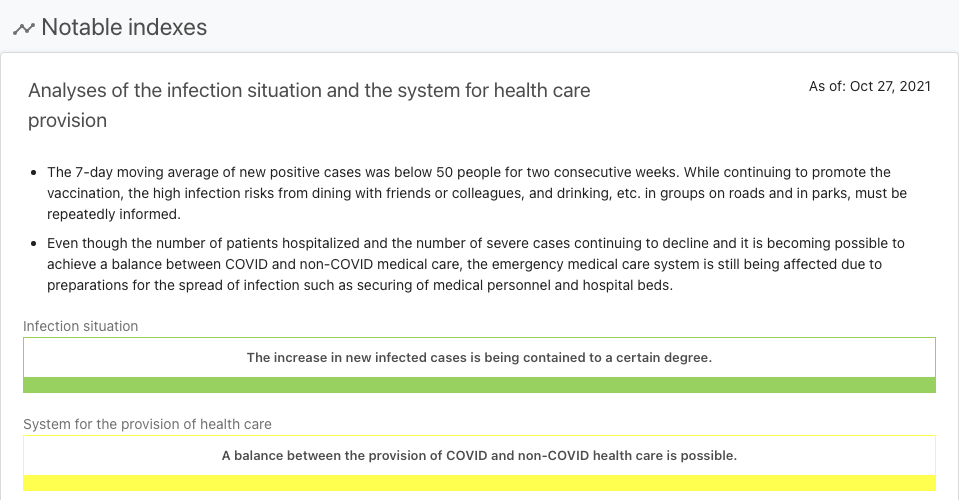 Notable indexes
Analyses of the infection situation and the system for health care
provision
As of: Oct 27, 2021
• The 7-day moving average of new positive cases was below 50 people for two consecutive weeks. While continuing to promote the
vaccination, the high infection risks from dining with friends or colleagues, and drinking, etc. in groups on roads and in parks, must be
repeatedly informed.
• Even though the number of patients hospitalized and the number of severe cases continuing to decline and it is becoming possible to
achieve a balance between COVID and non-COVID medical care, the emergency medical care system is still being affected due to
preparations for the spread of infection such as securing of medical personnel and hospital beds.
Infection situation
The increase in new infected cases is being contained to a certain degree.
System for the provision of health care
A balance between the provision of COVID and non-COVID health care is possible.